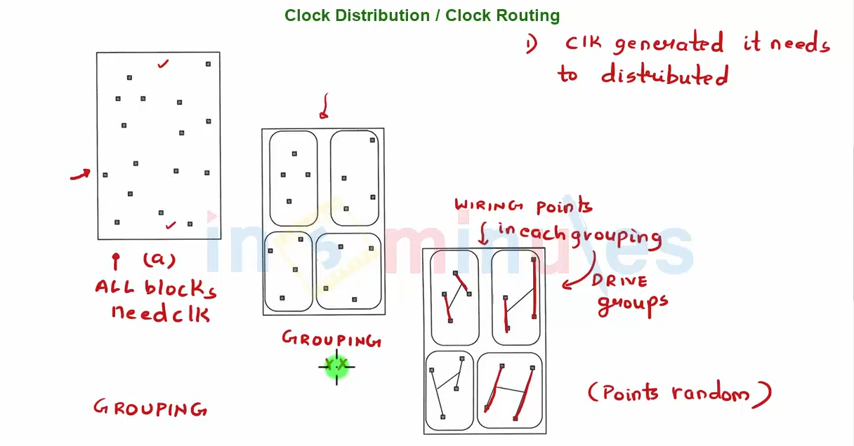 Clock Distribution / Clock Routing
1) Clk generated it needs
to distributed
WIRING Points
in each grouping
DRIVE
groups
(a)
ALL blocks
need clk
GROUPING
GROUPING
(Points random)
in5minutes